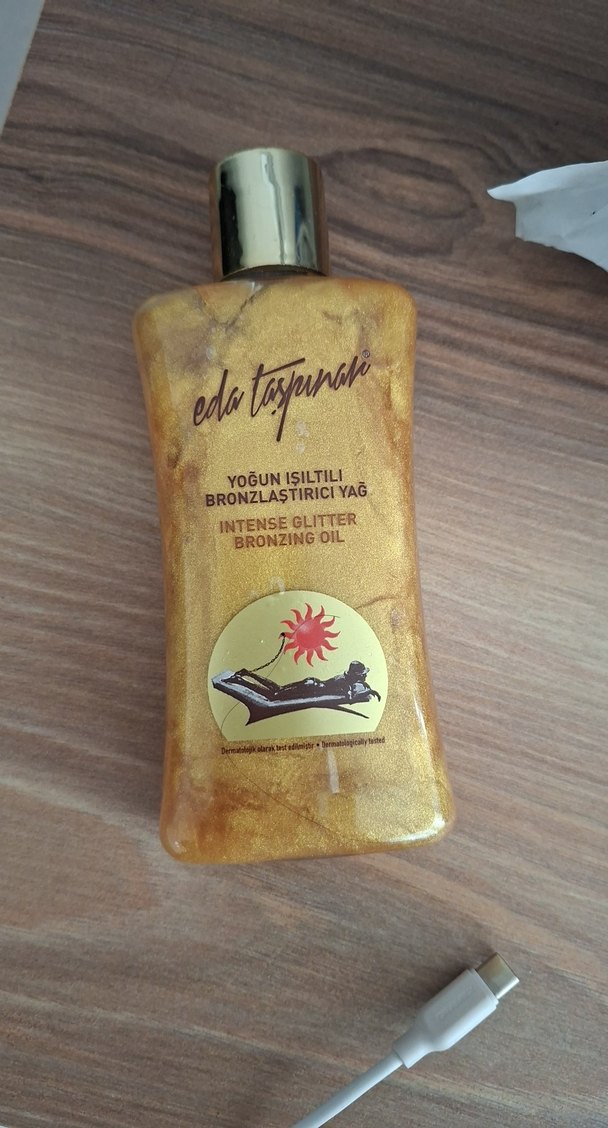 eda taşpınar®
YOĞUN IŞILTILI
BRONZLAŞTIRICI YAĞ
INTENSE GLITTER
BRONZING OIL
Dermatolojik olarak test edilmiştir • Dermatologically tested